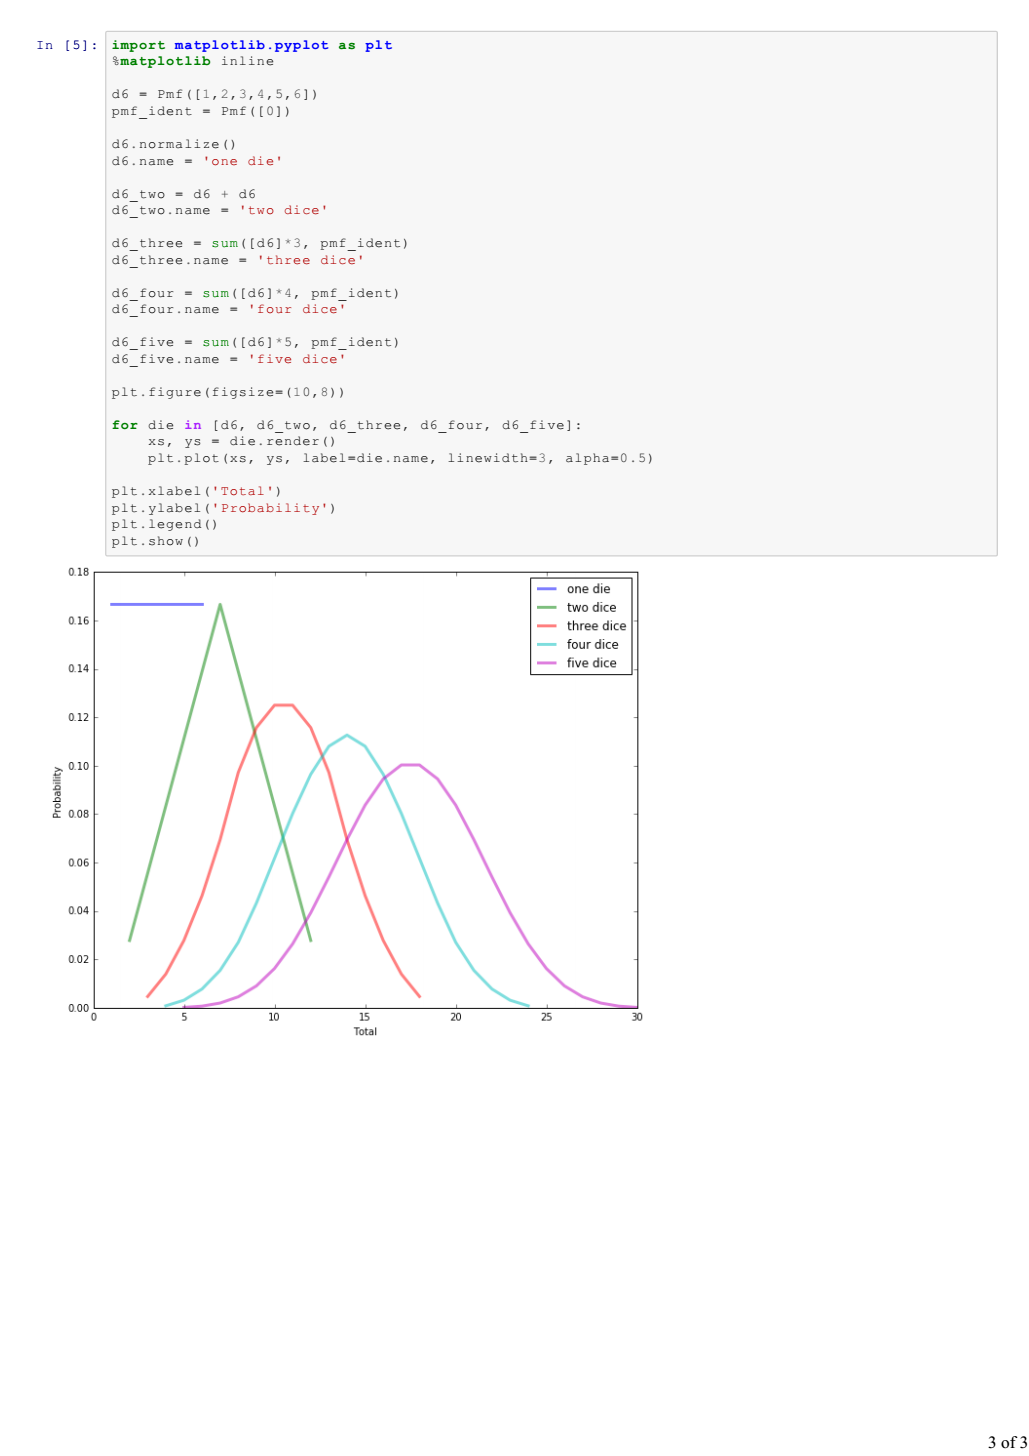 In [5]: import matplotlib.pyplot as plt
%matplotlib inline

d6 = Pmf([1,2,3,4,5,6])
pmf_ident = Pmf([0])

d6.normalize()
d6.name = 'one die'

d6_two = d6 + d6
d6_two.name = 'two dice'

d6_three = sum([d6]*3, pmf_ident)
d6_three.name = 'three dice'

d6_four = sum([d6]*4, pmf_ident)
d6_four.name = 'four dice'

d6_five = sum([d6]*5, pmf_ident)
d6_five.name = 'five dice'

plt.figure(figsize=(10,8))

for die in [d6, d6_two, d6_three, d6_four, d6_five]:
    xs, ys = die.render()
    plt.plot(xs, ys, label=die.name, linewidth=3, alpha=0.5)

plt.xlabel('Total')
plt.ylabel('Probability')
plt.legend()
plt.show()
0.18
0.16
0.14
0.12
0.10
0.08
0.06
0.04
0.02
0.00
Probability
one die
two dice
three dice
four dice
five dice
0 5 10 15 20 25 30
Total
3 of 3